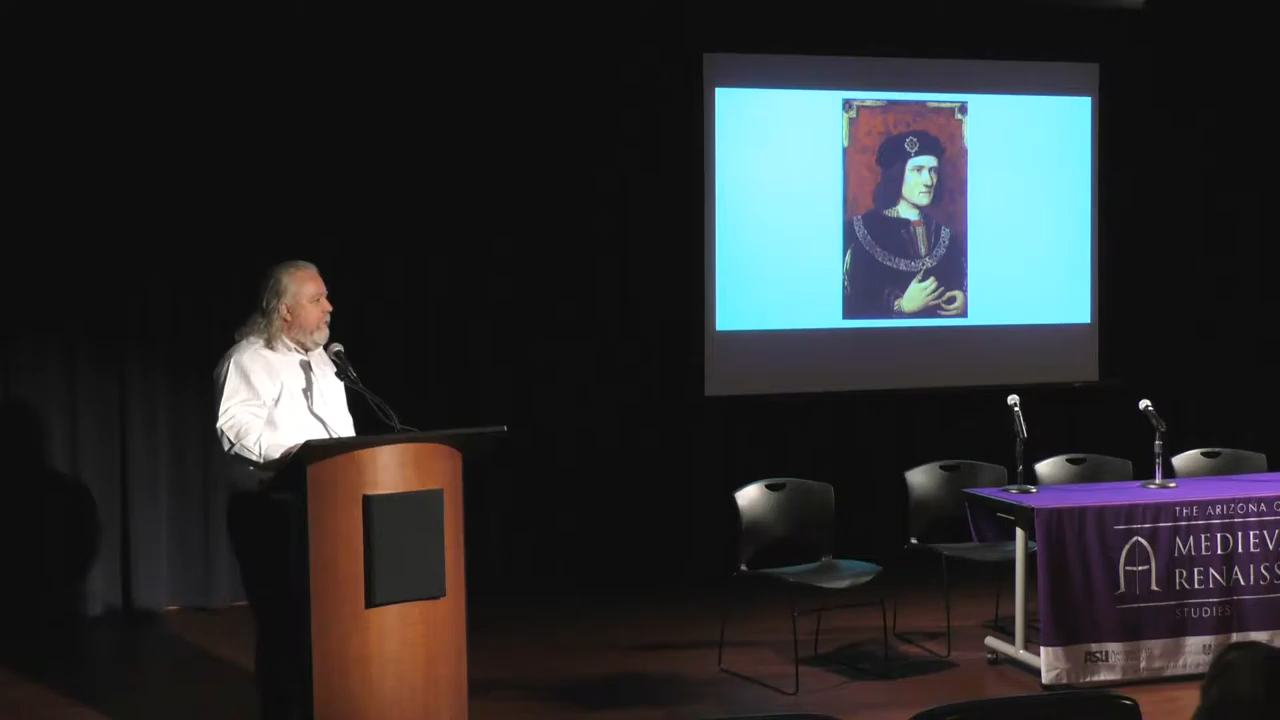 THE ARIZONA
MEDIEV
RENAISS
STUDIES
ASU